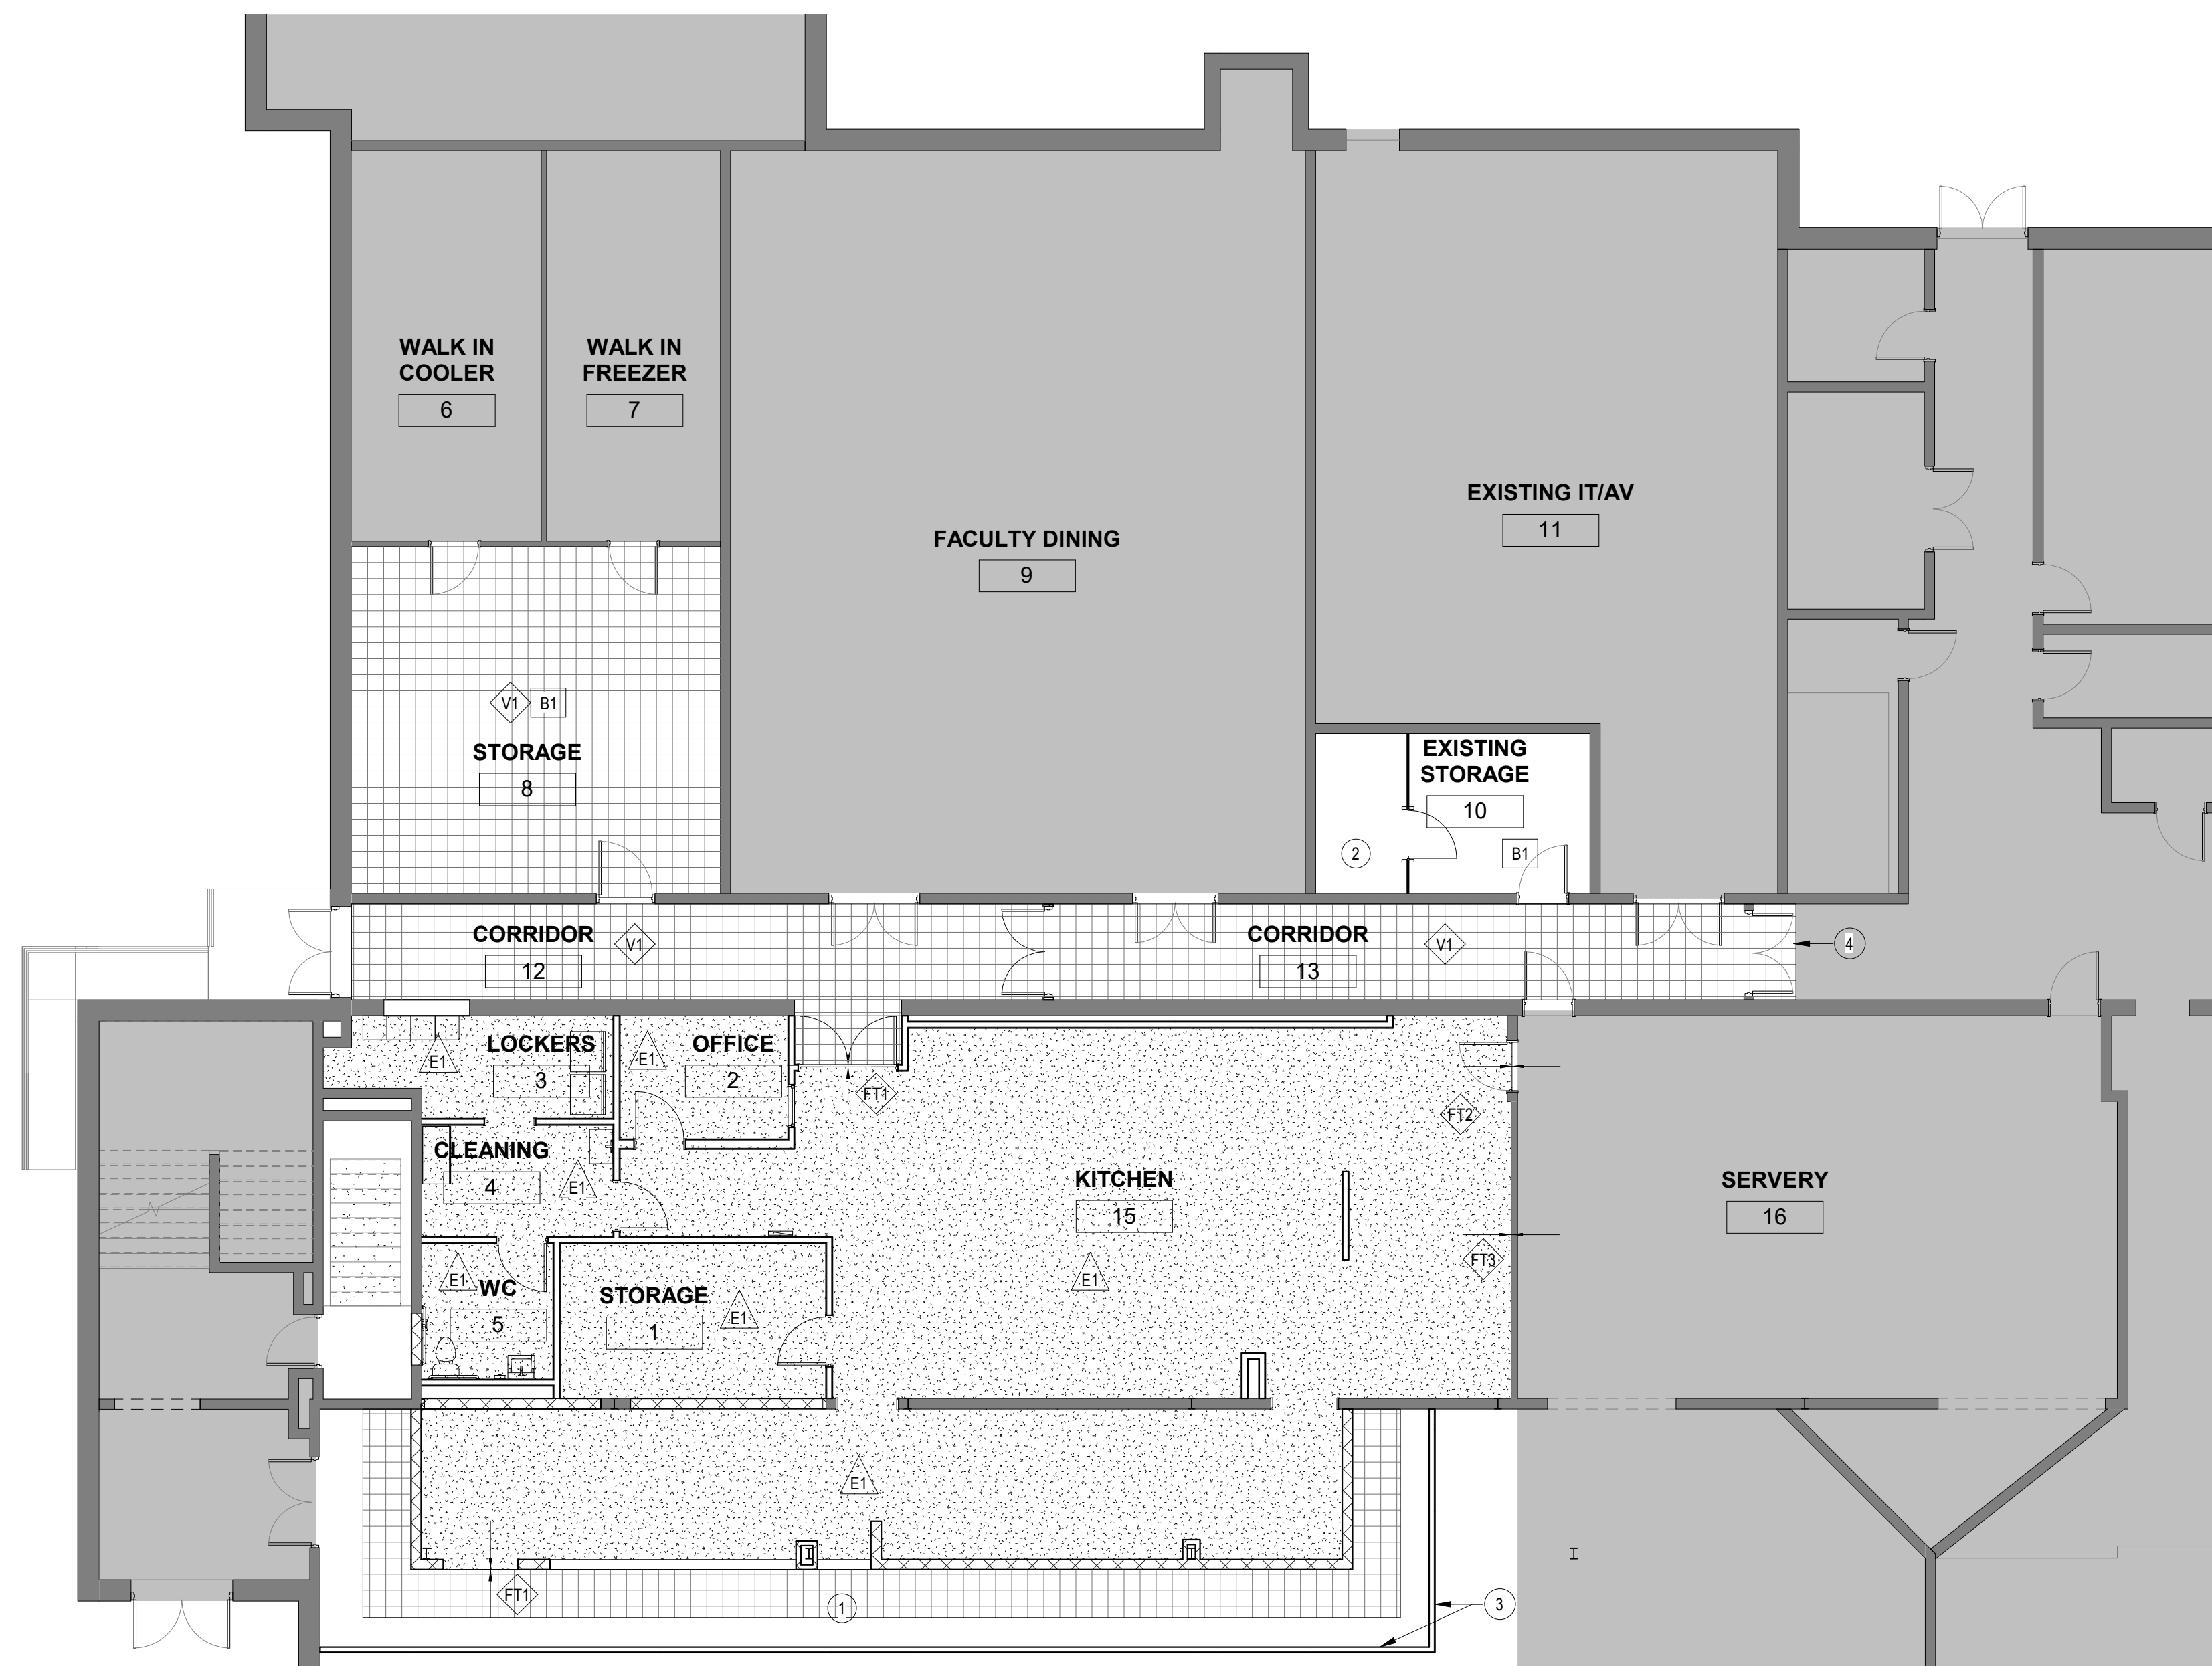 WALK IN
COOLER
6
WALK IN
FREEZER
7
FACULTY DINING
9
EXISTING IT/AV
11
V1
B1
STORAGE
8
EXISTING
STORAGE
10
2
B1
CORRIDOR
12
V1
CORRIDOR
13
V1
4
LOCKERS
3
E1
OFFICE
2
E1
FT1
FT2
CLEANING
4
E1
KITCHEN
15
E1
SERVERY
16
FT3
WC
5
E1
STORAGE
1
E1
E1
FT1
1
3